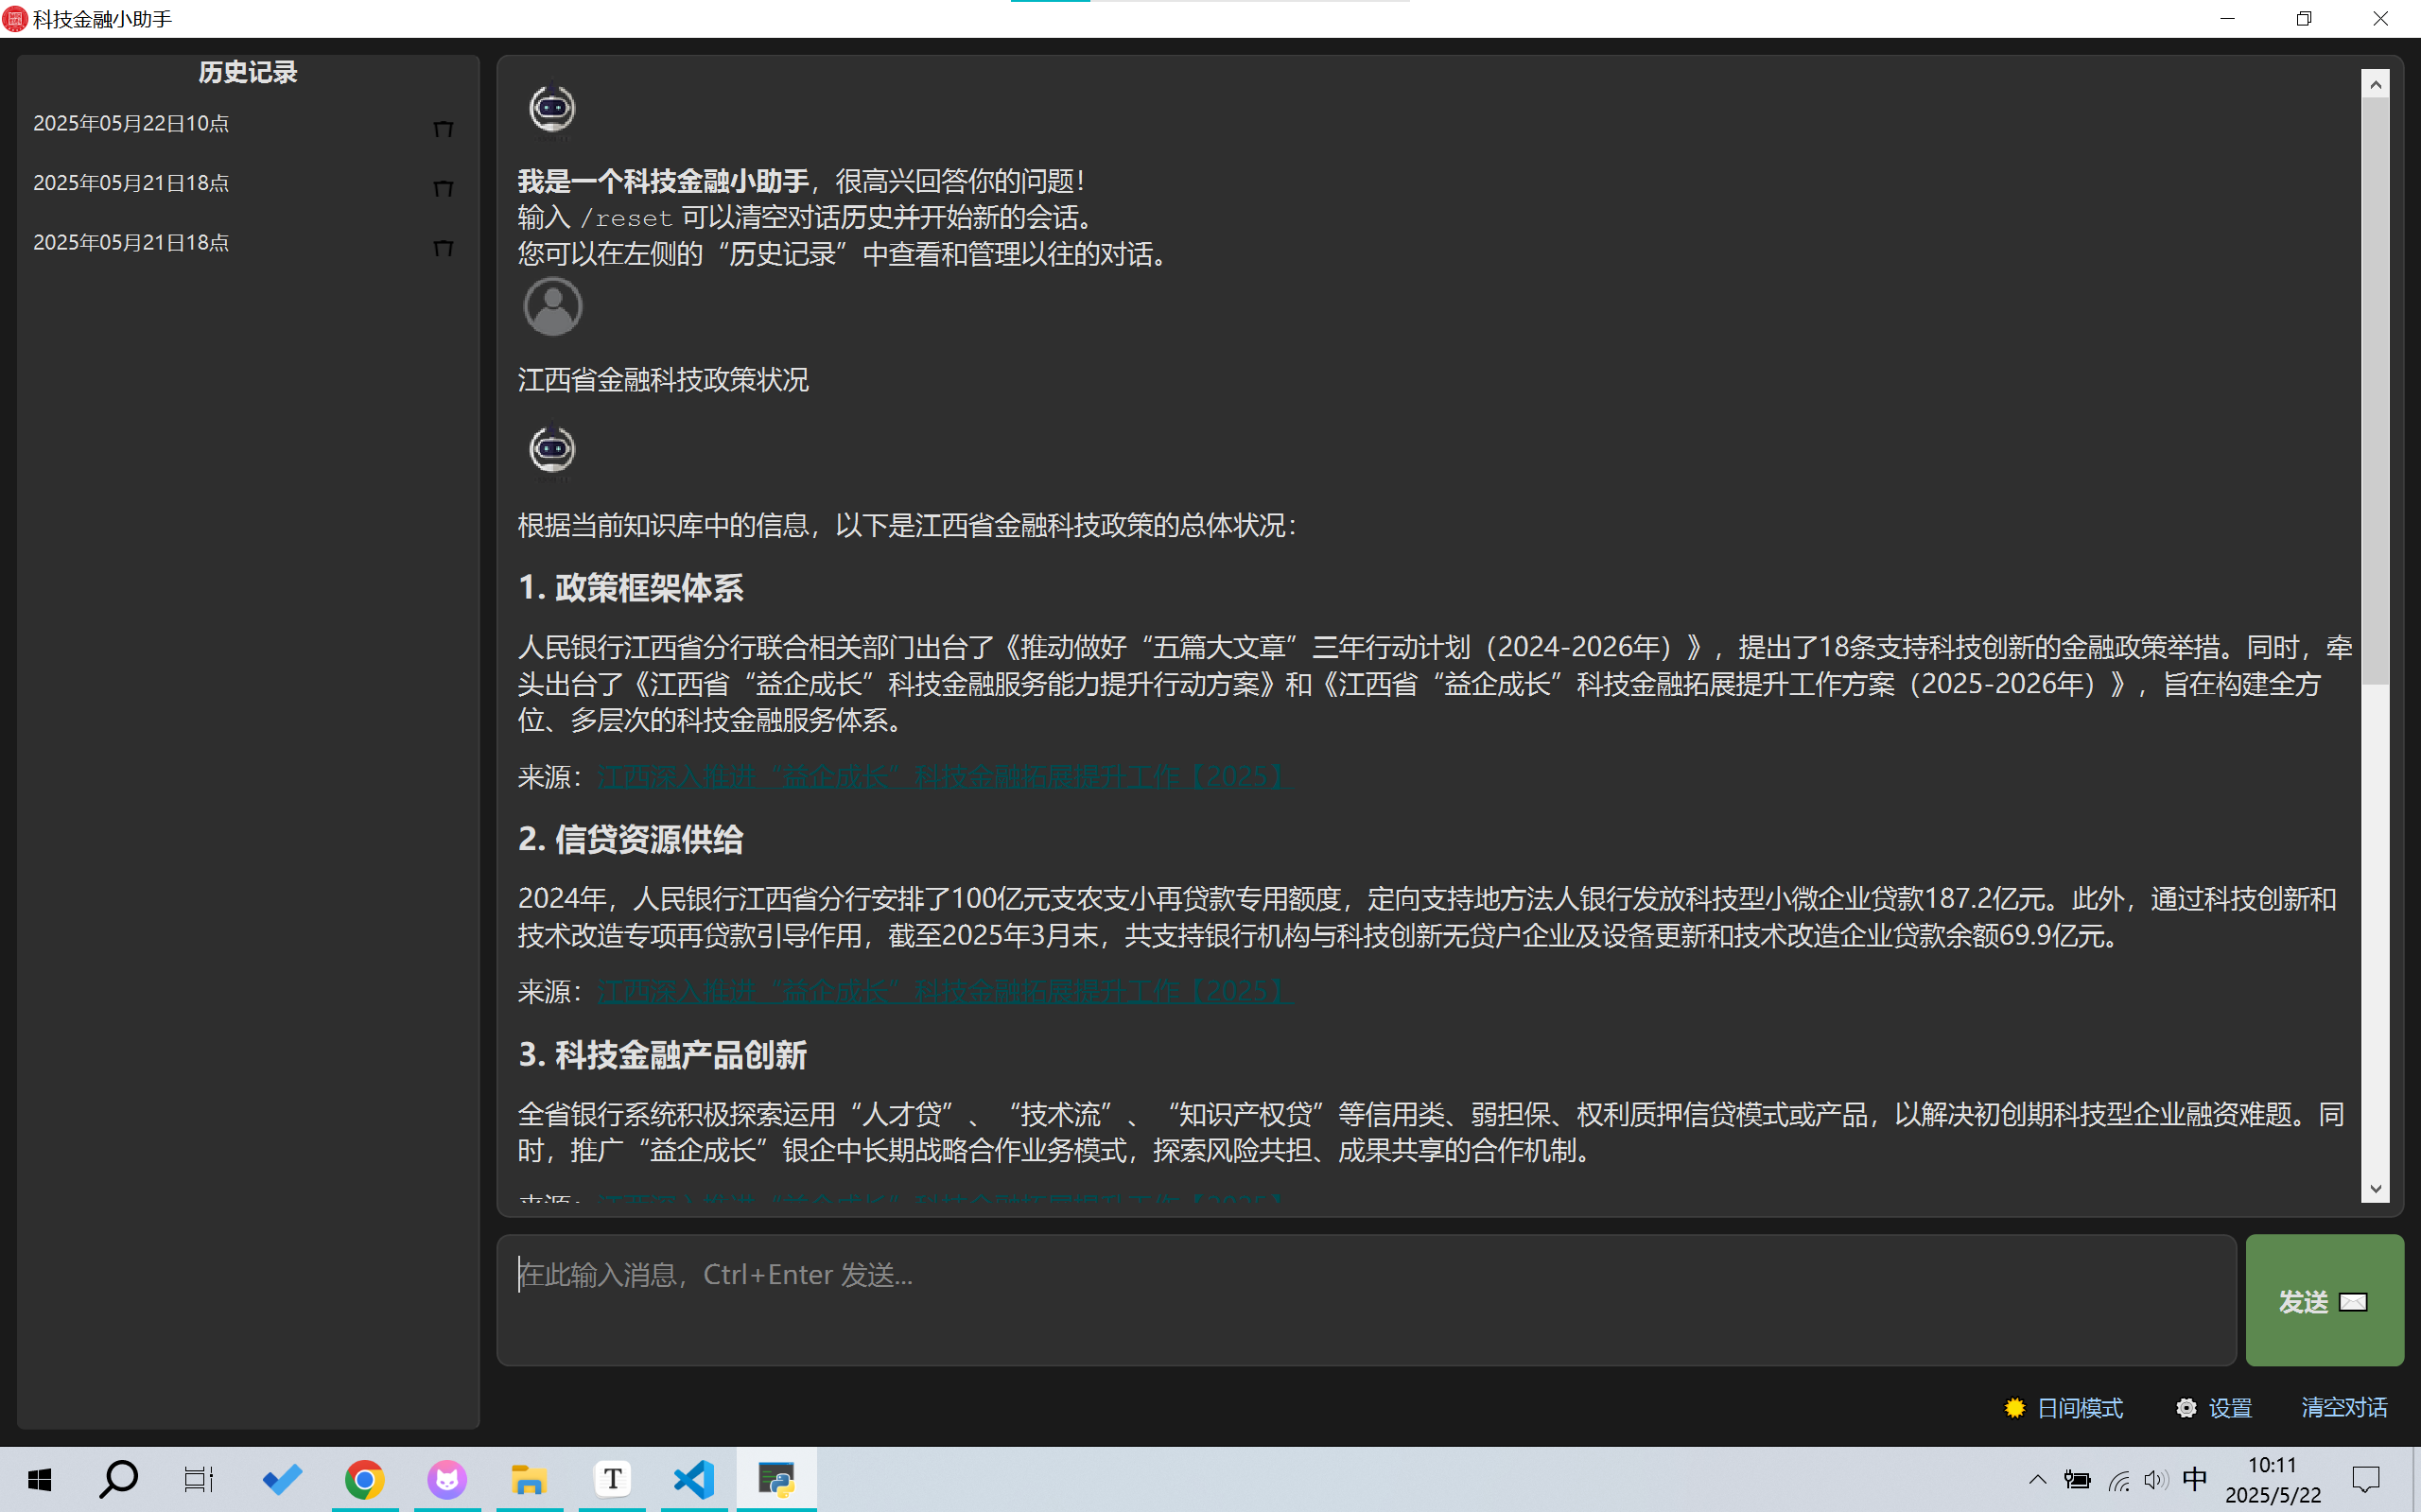 科技金融小助手
历史记录
2025年05月22日10点
2025年05月21日18点
2025年05月21日18点
我是一个科技金融小助手，很高兴回答你的问题！
输入 /reset 可以清空对话历史并开始新的会话。
您可以在左侧的“历史记录”中查看和管理以往的对话。
江西省金融科技政策状况
根据当前知识库中的信息，以下是江西省金融科技政策的总体状况：
1. 政策框架体系
人民银行江西省分行联合相关部门出台了《推动做好“五篇大文章”三年行动计划（2024-2026年）》，提出了18条支持科技创新的金融政策举措。同时，牵
头出台了《江西省“益企成长”科技金融服务能力提升行动方案》和《江西省“益企成长”科技金融拓展提升工作方案（2025-2026年）》，旨在构建全方
位、多层次的科技金融服务体系。
来源：江西深入推进“益企成长”科技金融拓展提升工作【2025】
2. 信贷资源供给
2024年，人民银行江西省分行安排了100亿元支农支小再贷款专用额度，定向支持地方法人银行发放科技型小微企业贷款187.2亿元。此外，通过科技创新和
技术改造专项再贷款引导作用，截至2025年3月末，共支持银行机构与科技创新无贷户企业及设备更新和技术改造企业贷款余额69.9亿元。
来源：江西深入推进“益企成长”科技金融拓展提升工作【2025】
3. 科技金融产品创新
全省银行系统积极探索运用“人才贷”、“技术流”、“知识产权贷”等信用类、弱担保、权利质押信贷模式或产品，以解决初创期科技型企业融资难题。同
时，推广“益企成长”银企中长期战略合作业务模式，探索风险共担、成果共享的合作机制。
来源：江西深入推进“益企成长”科技金融拓展提升工作【2025】
在此输入消息，Ctrl+Enter 发送...
发送
日间模式 设置 清空对话
T
中
10:11
2025/5/22